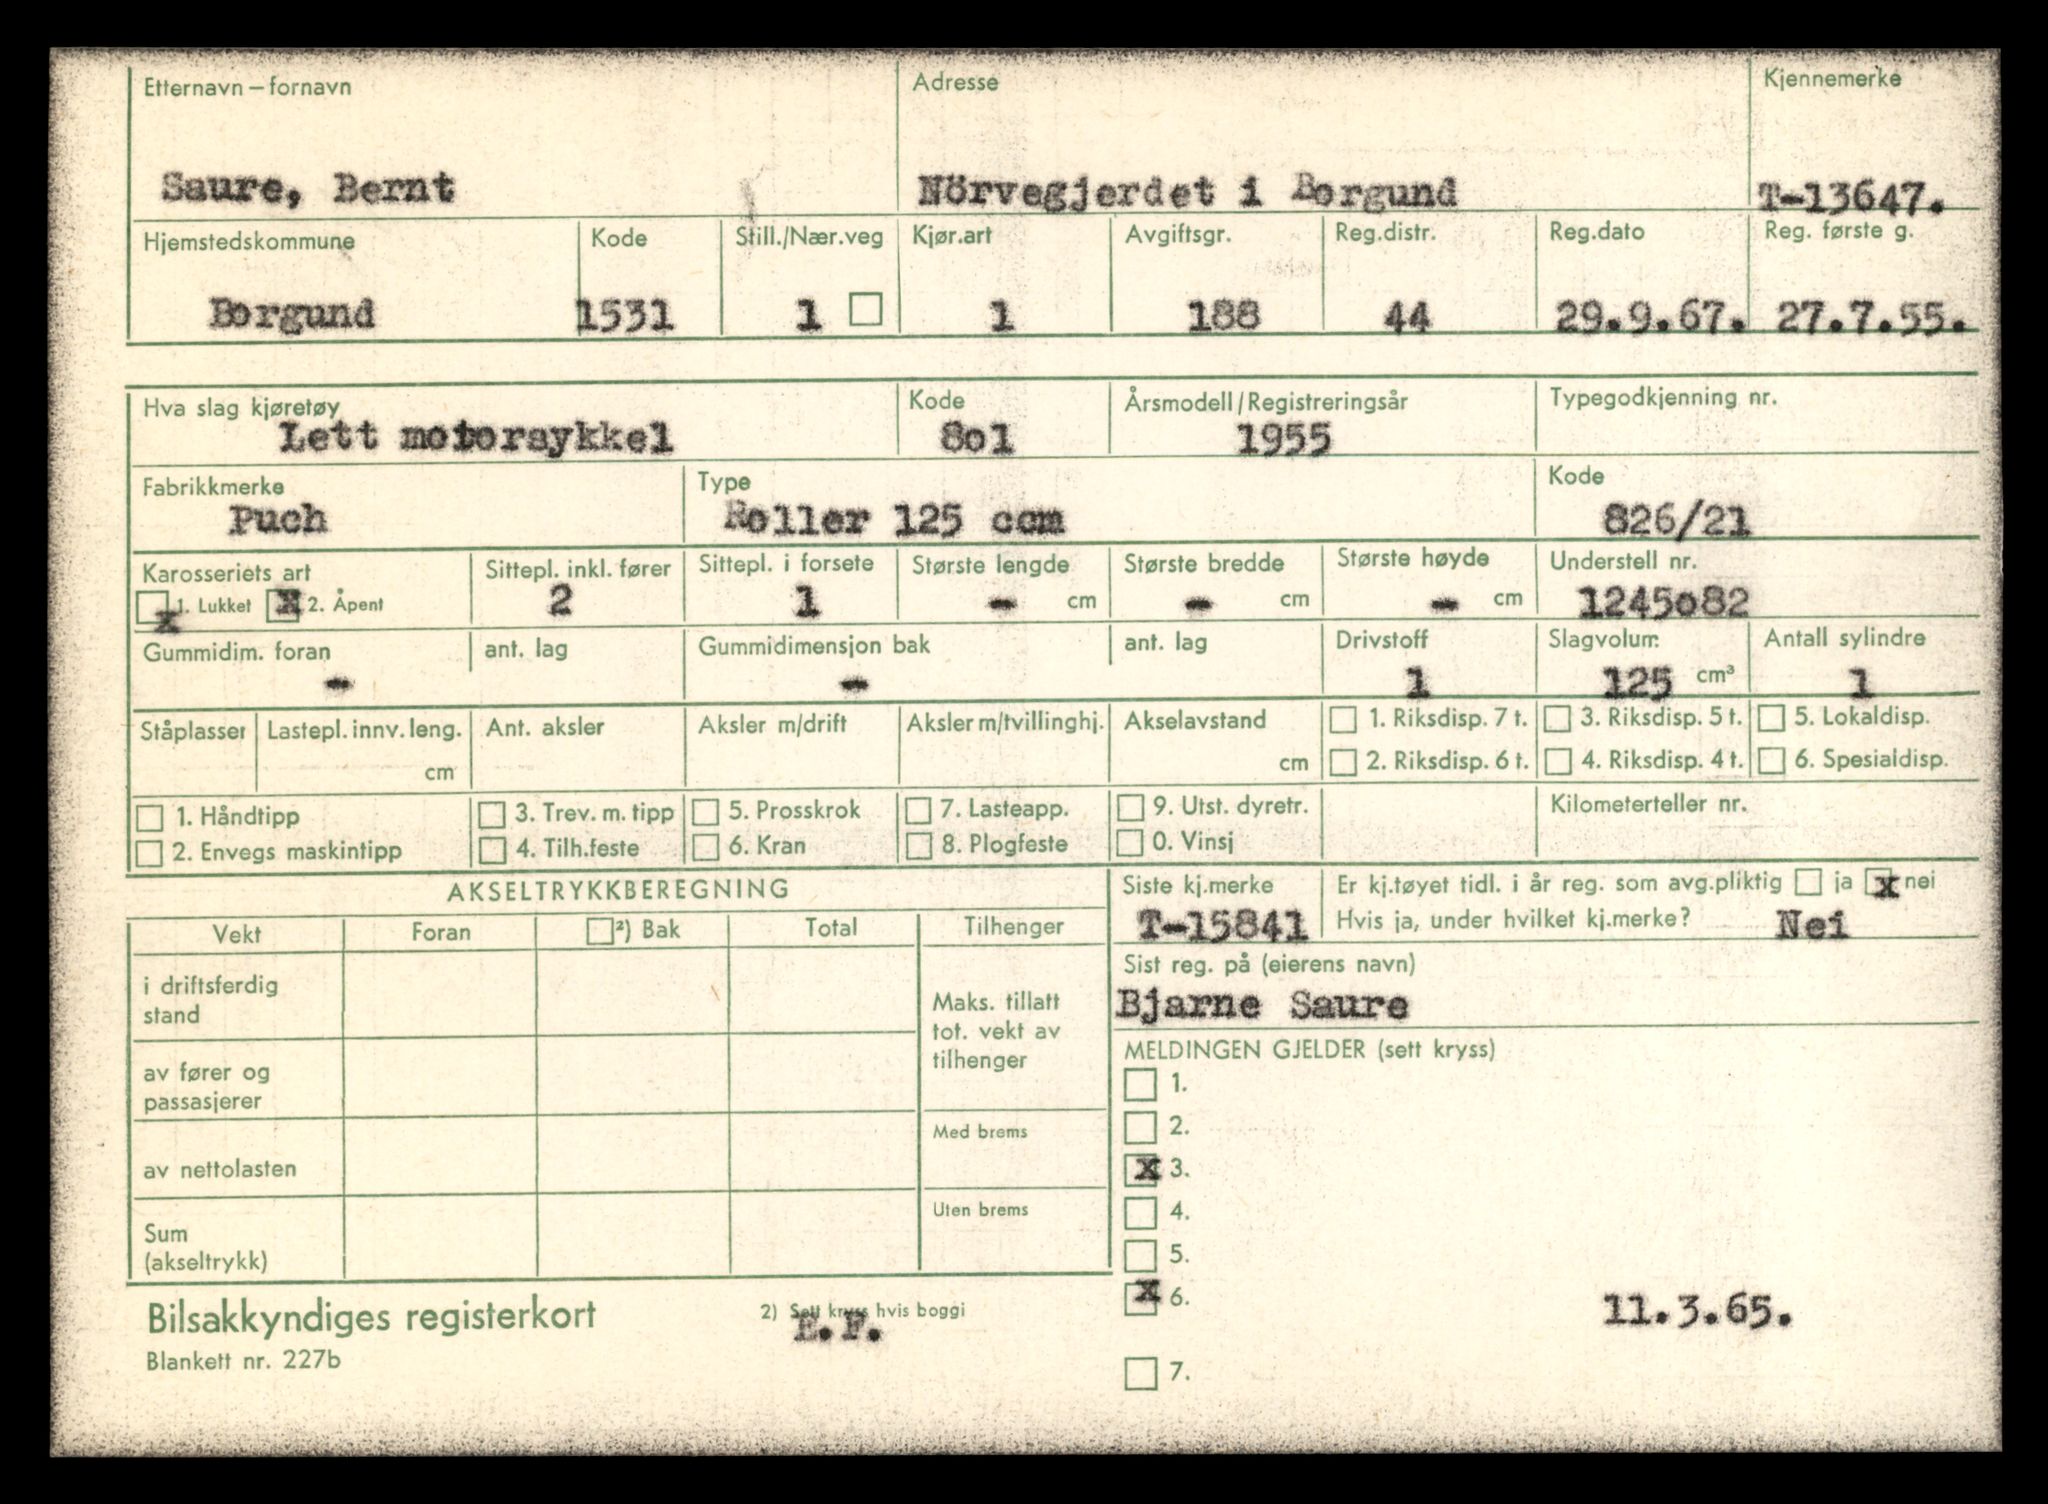 Etternavn – fornavn Adresse Kjennemerke
Saure, Bernt Nörvegjerdet i Borgund T-13647.
Hjemstedskommune Kode Still./Nær.veg Kjør.art Avgiftsgr. Reg.distr. Reg.dato Reg. første g.
Borgund 1531 1 1 188 44 29.9.67. 27.7.55.
Hva slag kjøretøy Kode Årsmodell/Registreringsår Typegodkjenning nr.
Lett motorsykkel 8o1 1955
Fabrikkmerke Type Kode
Puch Roller 125 ccm 826/21
Karosseriets art Sittepl. inkl. fører Sittepl. i forsete Største lengde Største bredde Største høyde Understell nr.
x 1. Lukket x 2. Åpent 2 1 - cm - cm - cm 1245o82
Gummidim. foran ant. lag Gummidimensjon bak ant. lag Drivstoff Slagvolum Antall sylindre
- - 1 125 cm³ 1
Ståplasser Lastepl. innv. leng. Ant. aksler Aksler m/drift Aksler m/tvillinghj. Akselavstand 1. Riksdisp. 7 t. 3. Riksdisp. 5 t. 5. Lokaldisp.
cm cm 2. Riksdisp. 6 t. 4. Riksdisp. 4 t. 6. Spesialdisp.
1. Håndtipp 3. Trev. m. tipp 5. Prosskrok 7. Lasteapp. 9. Utst. dyretr. Kilometerteller nr.
2. Envegs maskintipp 4. Tilh.feste 6. Kran 8. Plogfeste 0. Vinsj
AKSELTRYKKBEREGNING Siste kj.merke Er kj.tøyet tidl. i år reg. som avg.pliktig ja x nei
T-15841 Hvis ja, under hvilket kj.merke? Nei
Vekt Foran ²) Bak Total Tilhenger
Sist reg. på (eierens navn)
i driftsferdig
stand
Maks. tillatt
tot. vekt av
tilhenger
Bjarne Saure
MELDINGEN GJELDER (sett kryss)
av fører og
passasjerer
1.
Med brems 2.
av nettolasten x 3.
Uten brems 4.
Sum
(akseltrykk)
5.
x 6. 11.3.65.
Bilsakkyndiges registerkort 2) Sett kryss hvis boggi
E.F.
Blankett nr. 227b 7.